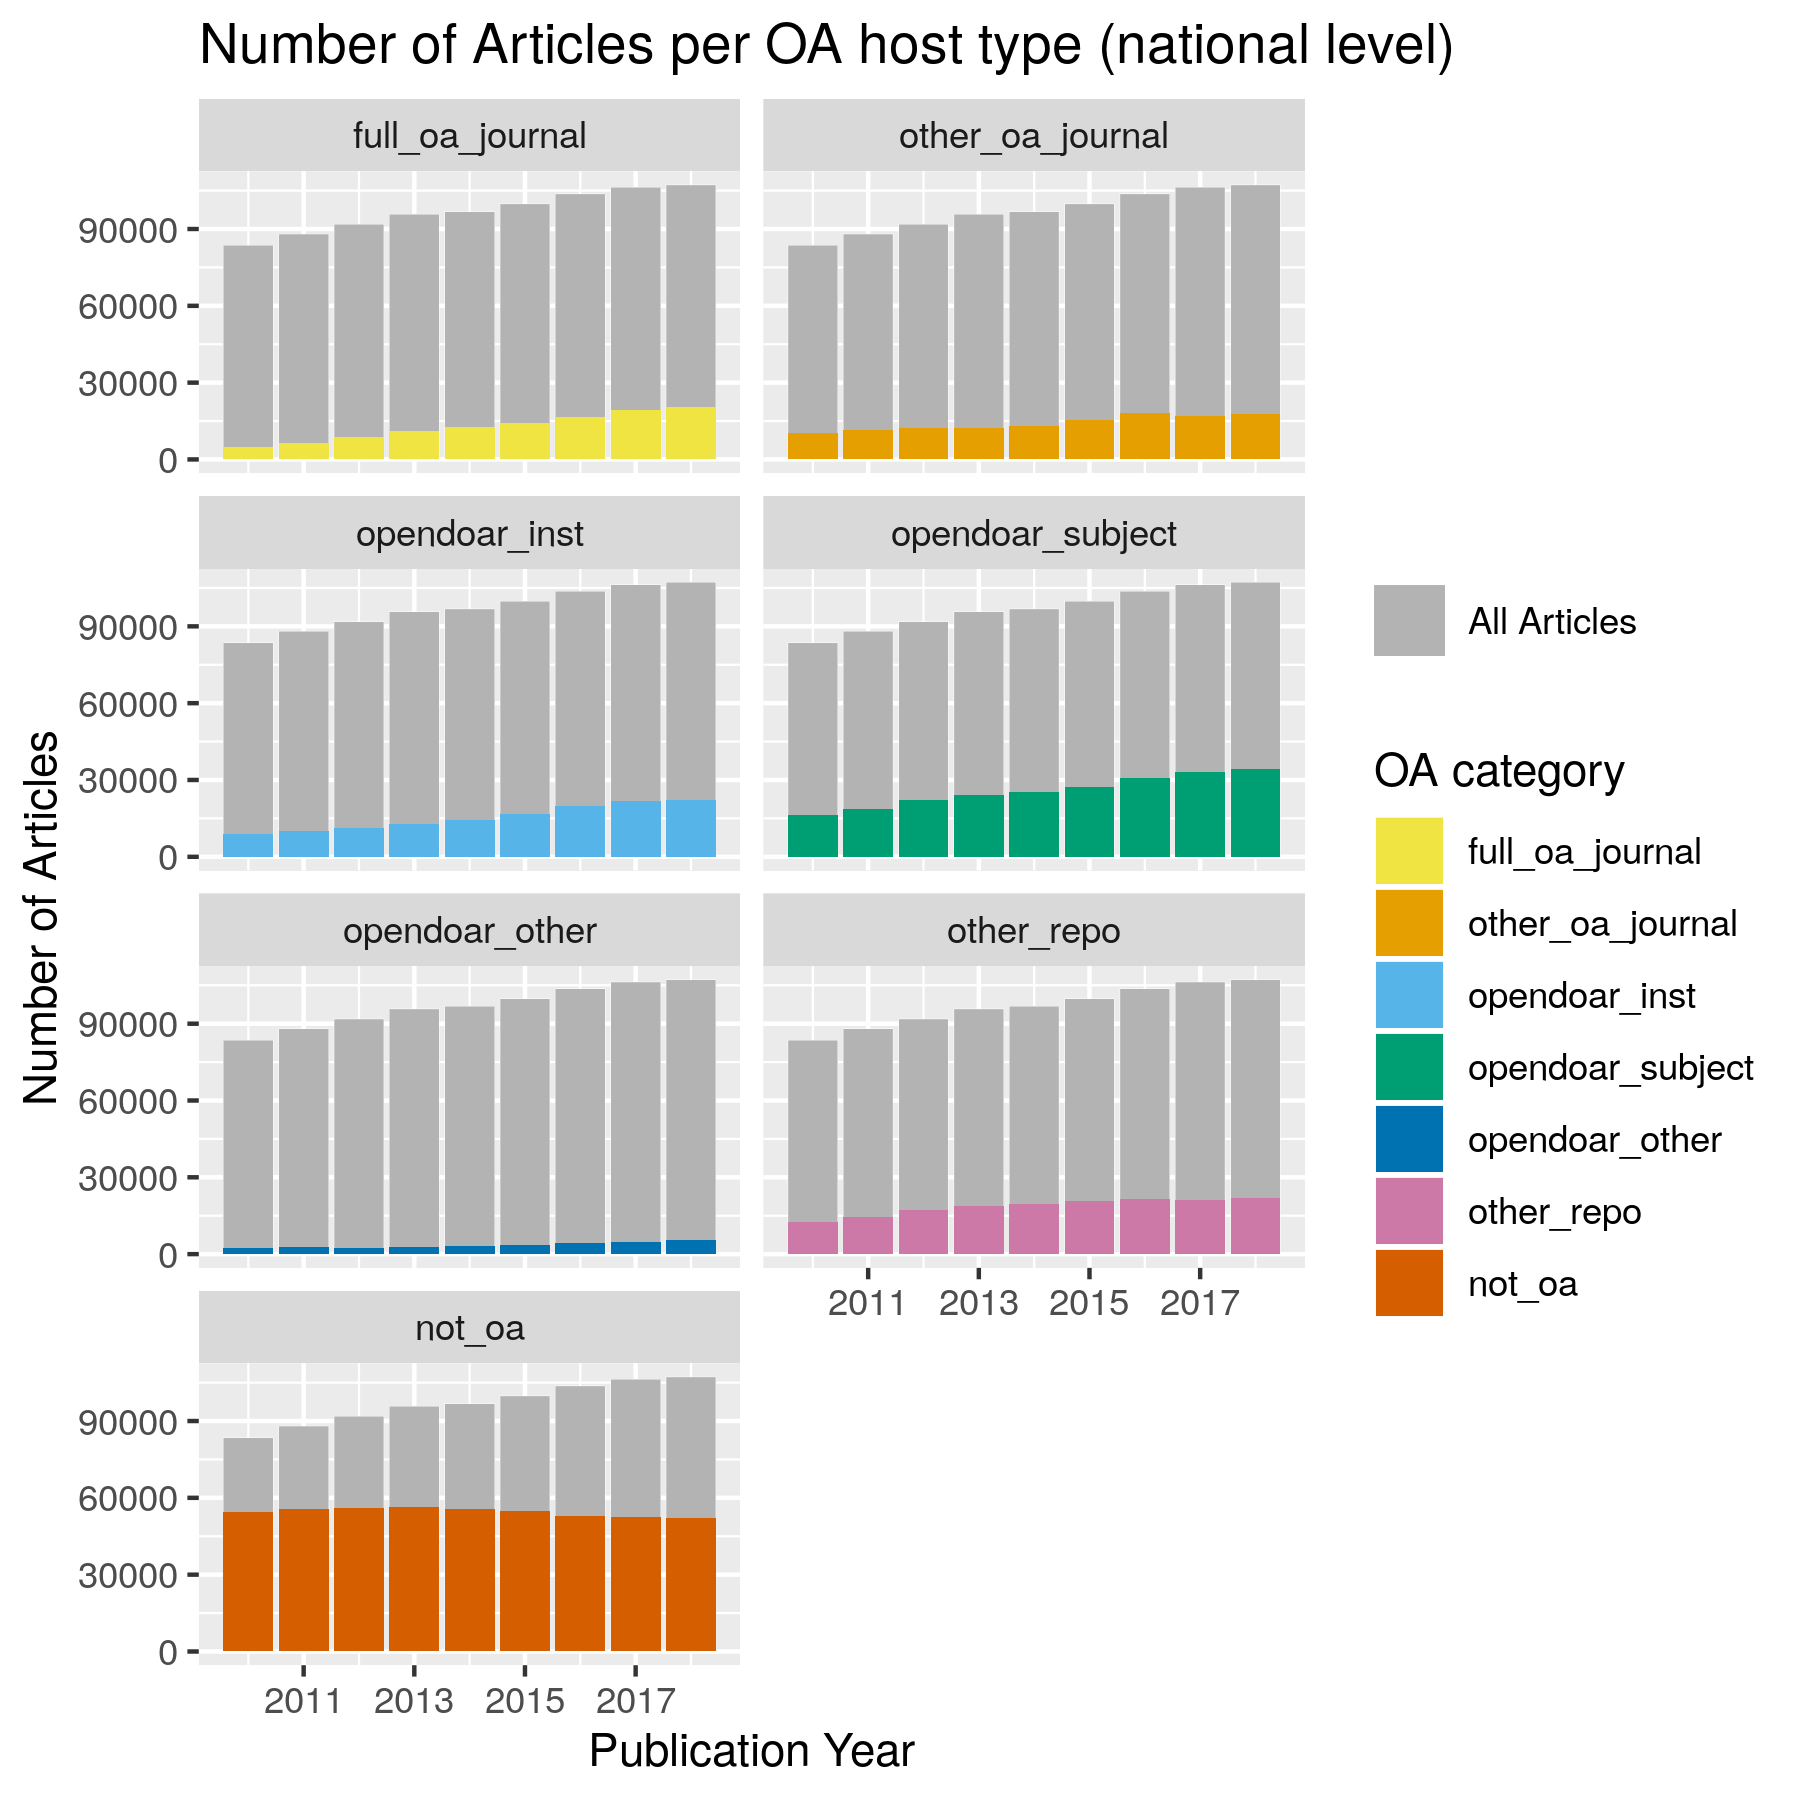 Number of Articles per OA host type (national level)
full_oa_journal
other_oa_journal
90000
60000
30000
0
opendoar_inst
opendoar_subject
90000
60000
30000
0
opendoar_other
other_repo
90000
60000
30000
0
2011 2013 2015 2017
not_oa
90000
60000
30000
0
2011 2013 2015 2017
Publication Year
Number of Articles
All Articles
OA category
full_oa_journal
other_oa_journal
opendoar_inst
opendoar_subject
opendoar_other
other_repo
not_oa